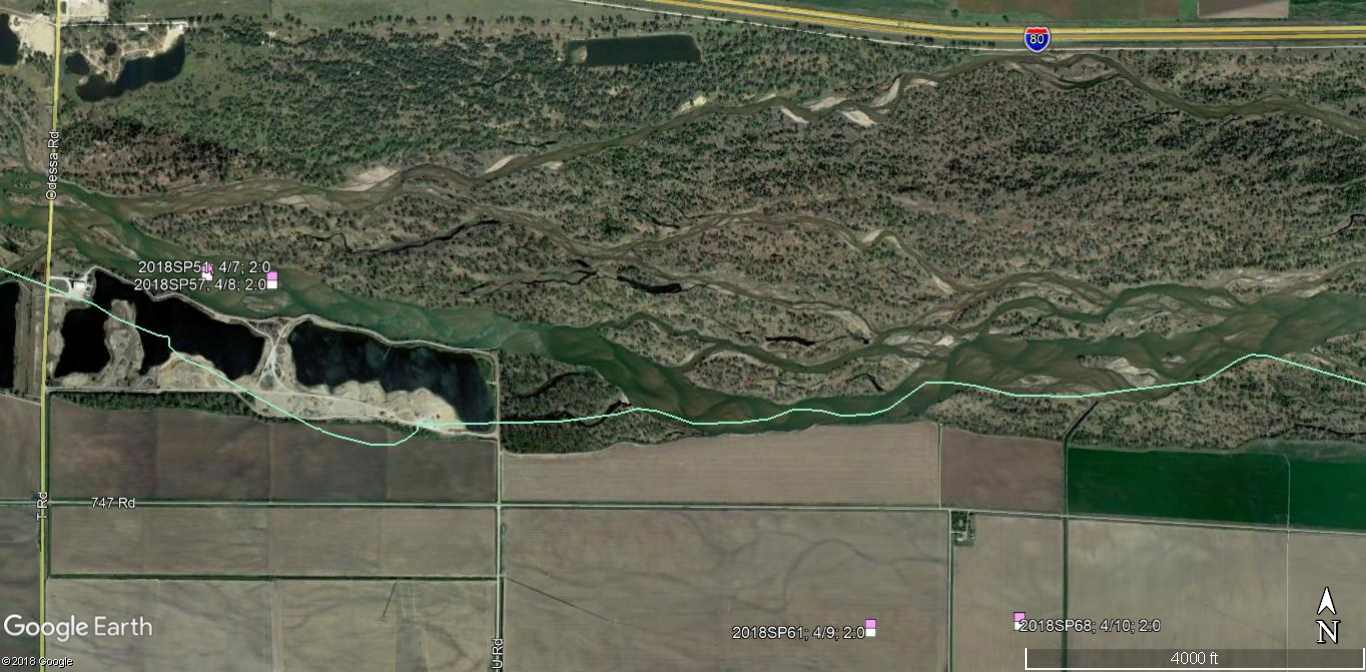 80
Odessa Rd
2018SP51; 4/7; 2:0
2018SP57; 4/8, 2:0
T Rd
747 Rd
U Rd
2018SP61; 4/9; 2:0
2018SP68; 4/10; 2:0
Google Earth
© 2018 Google
N
4000 ft